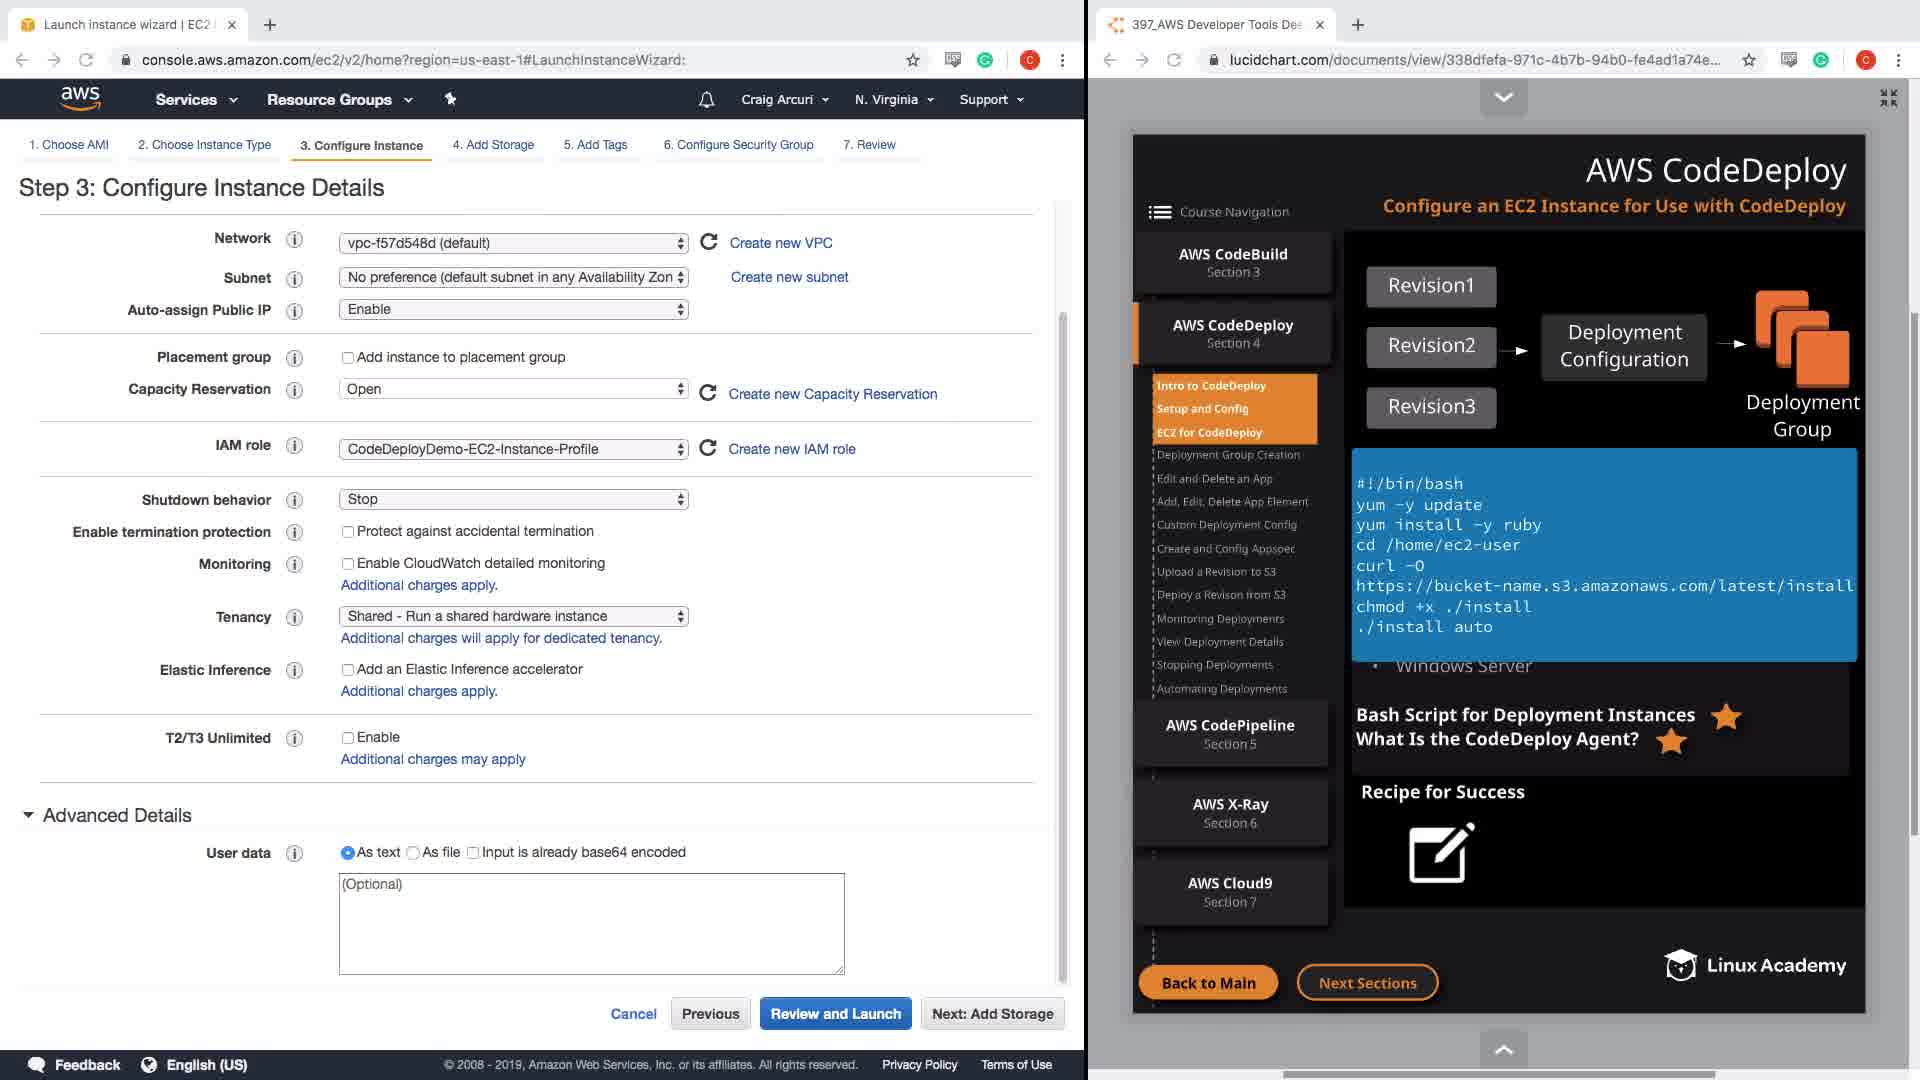 Launch instance wizard | EC2
console.aws.amazon.com/ec2/v2/home?region=us-east-1#LaunchInstanceWizard:
C
aws
Services
Resource Groups
Craig Arcuri
N. Virginia
Support
1. Choose AMI
2. Choose Instance Type
3. Configure Instance
4. Add Storage
5. Add Tags
6. Configure Security Group
7. Review
Step 3: Configure Instance Details
Network
vpc-f57d548d (default)
Create new VPC
Subnet
No preference (default subnet in any Availability Zon
Create new subnet
Auto-assign Public IP
Enable
Placement group
Add instance to placement group
Capacity Reservation
Open
Create new Capacity Reservation
IAM role
CodeDeployDemo-EC2-Instance-Profile
Create new IAM role
Shutdown behavior
Stop
Enable termination protection
Protect against accidental termination
Monitoring
Enable CloudWatch detailed monitoring
Additional charges apply.
Tenancy
Shared - Run a shared hardware instance
Additional charges will apply for dedicated tenancy.
Elastic Inference
Add an Elastic Inference accelerator
Additional charges apply.
T2/T3 Unlimited
Enable
Additional charges may apply
Advanced Details
User data
As text
As file
Input is already base64 encoded
(Optional)
Cancel
Previous
Review and Launch
Next: Add Storage
Feedback
English (US)
© 2008 - 2019, Amazon Web Services, Inc. or its affiliates. All rights reserved.
Privacy Policy
Terms of Use
397_AWS Developer Tools Dee
lucidchart.com/documents/view/338dfefa-971c-4b7b-94b0-fe4ad1a74e...
C
AWS CodeDeploy
Configure an EC2 Instance for Use with CodeDeploy
Course Navigation
AWS CodeBuild
Section 3
AWS CodeDeploy
Section 4
Intro to CodeDeploy
Setup and Config
EC2 for CodeDeploy
Deployment Group Creation
Edit and Delete an App
Add, Edit, Delete App Element
Custom Deployment Config
Create and Config Appsoec
Upload a Revision to S3
Deploy a Revison from S3
Monitoring Deployments
View Deployment Details
Stopping Deployments
Automating Deployments
AWS CodePipeline
Section 5
AWS X-Ray
Section 6
AWS Cloud9
Section 7
Revision1
Revision2
Revision3
Deployment
Configuration
Deployment
Group
#!/bin/bash
yum -y update
yum install -y ruby
cd /home/ec2-user
curl -O
https://bucket-name.s3.amazonaws.com/latest/install
chmod +x ./install
./install auto
• Windows Server
Bash Script for Deployment Instances
What Is the CodeDeploy Agent?
Recipe for Success
Linux Academy
Back to Main
Next Sections